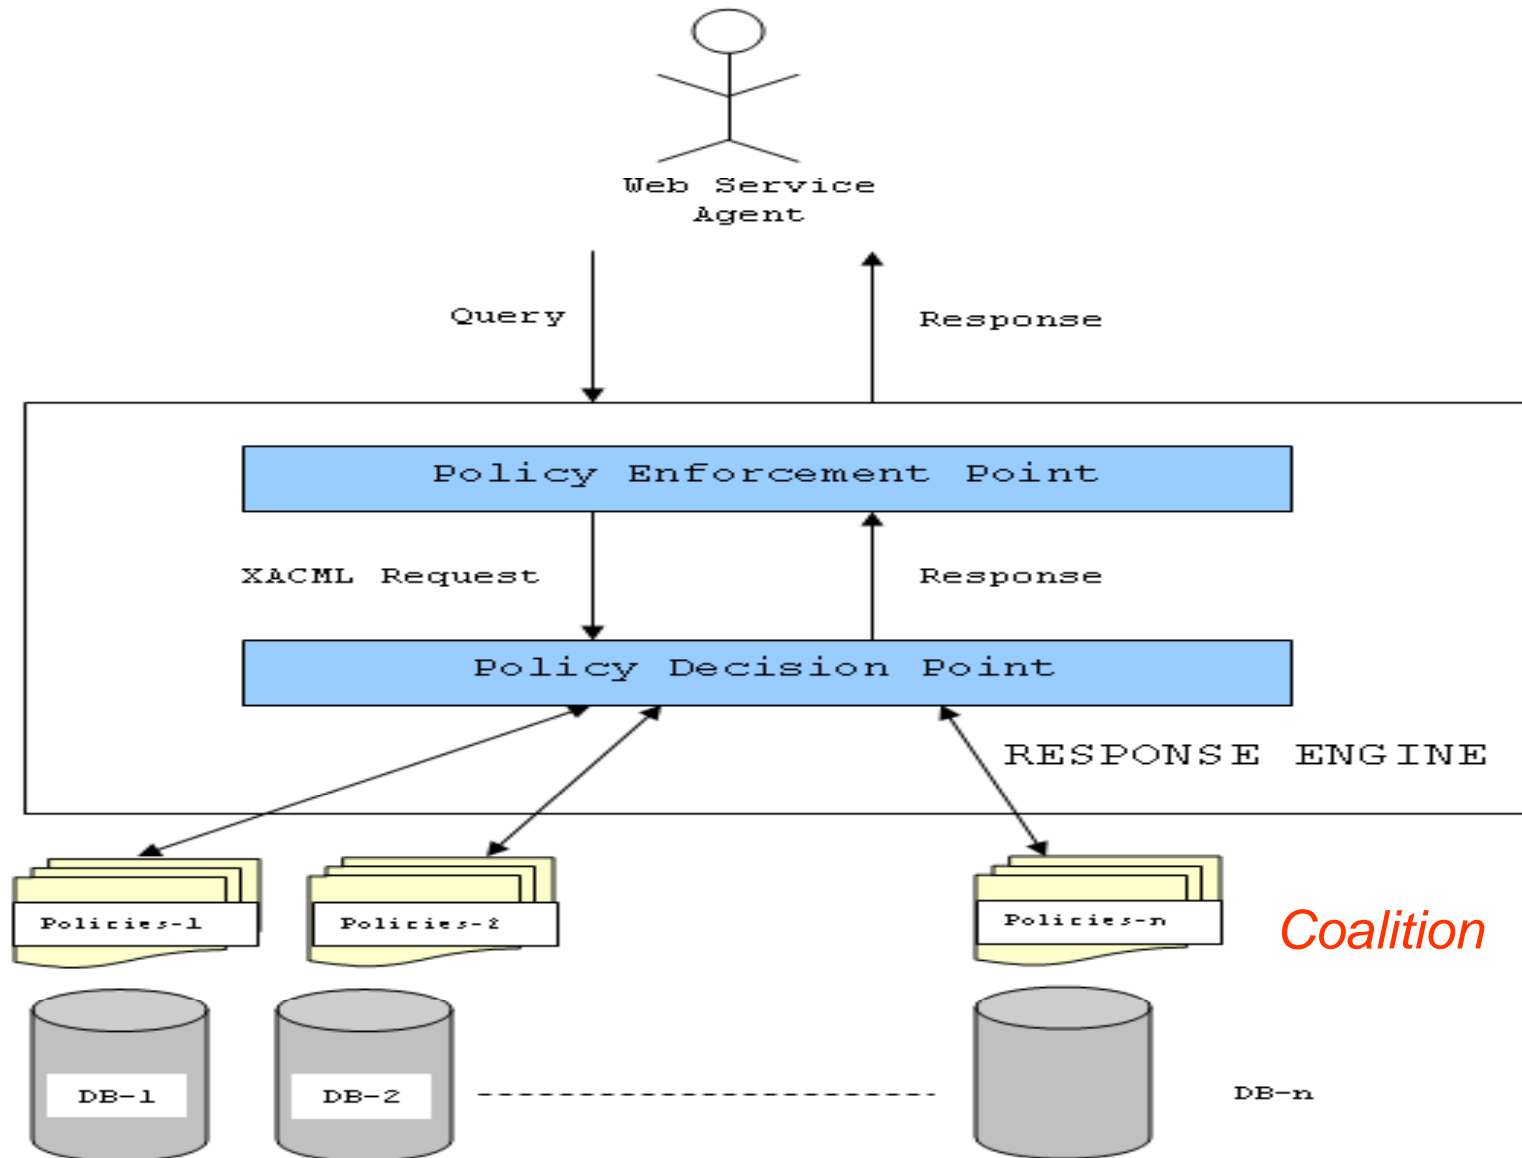 Web Service
Agent
Query
Response
Policy Enforcement Point
XACML Request
Response
Policy Decision Point
RESPONSE ENGINE
Policies-1
Policies-2
Policies-n
Coalition
DB-1
DB-2
DB-n